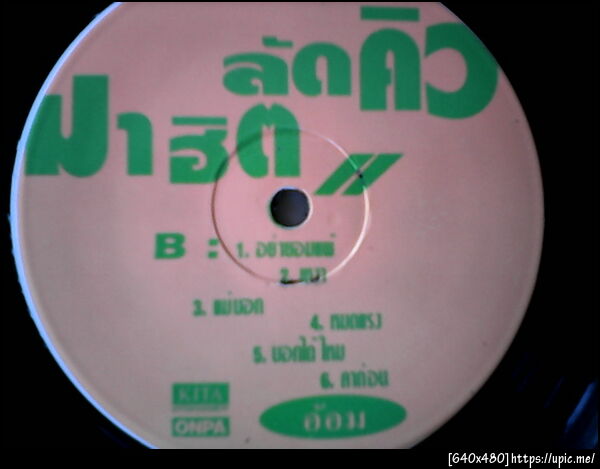 ลัดคิว
ฝาฮิต //
B : 1. อย่ายอมแพ้
2.
3. แม่บอก
4. หมดแรง
5. บอกได้ไหม
6. ลาก่อน
KITA
ONPA
อ้อม
[640x480]https://upic.me/